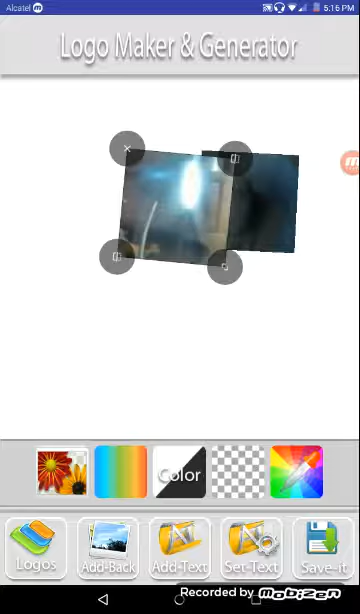 Alcatel 5:15 PM
Logo Maker & Generator
Color
Logos Add-Back Add-Text Set-Text Save-it
Recorded by mobizen